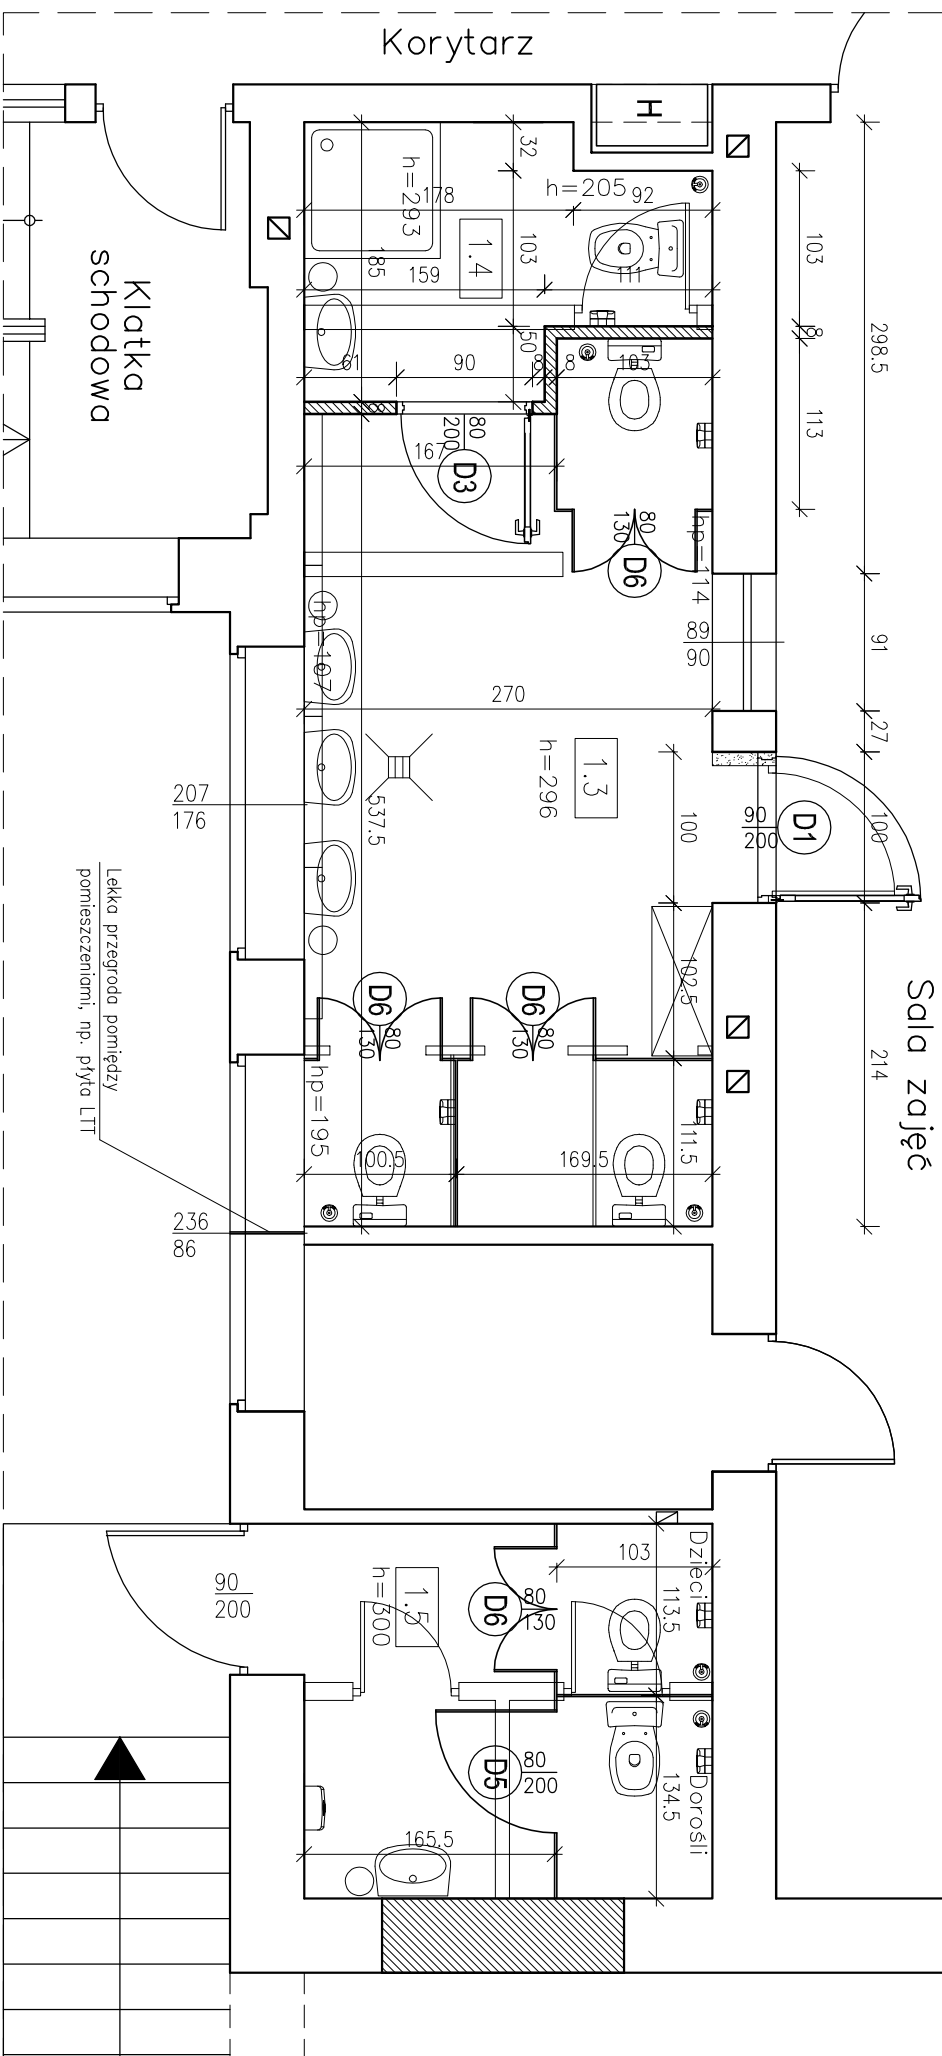 Korytarz
H
32
h=293
178
h=205
92
1.4
103
103
185
159
111
8
298.5
Klatka
schodowa
50
61
90
8
8
103
8
113
80
200
167
D3
80
130
D6
hp=114
hp=167
89
90
91
270
27
1.3
h=296
207
176
537.5
100
90
200
D1
100
Lekka przegroda pomiędzy
pomieszczeniami, np. płyta LTT
102.5
Sala zajęć
D6
80
130
D6
80
130
214
hp=195
100.5
169.5
111.5
236
86
Dzieci
103
113.5
90
200
1.5
h=300
D6
80
130
D5
80
200
134.5
Dorośli
165.5